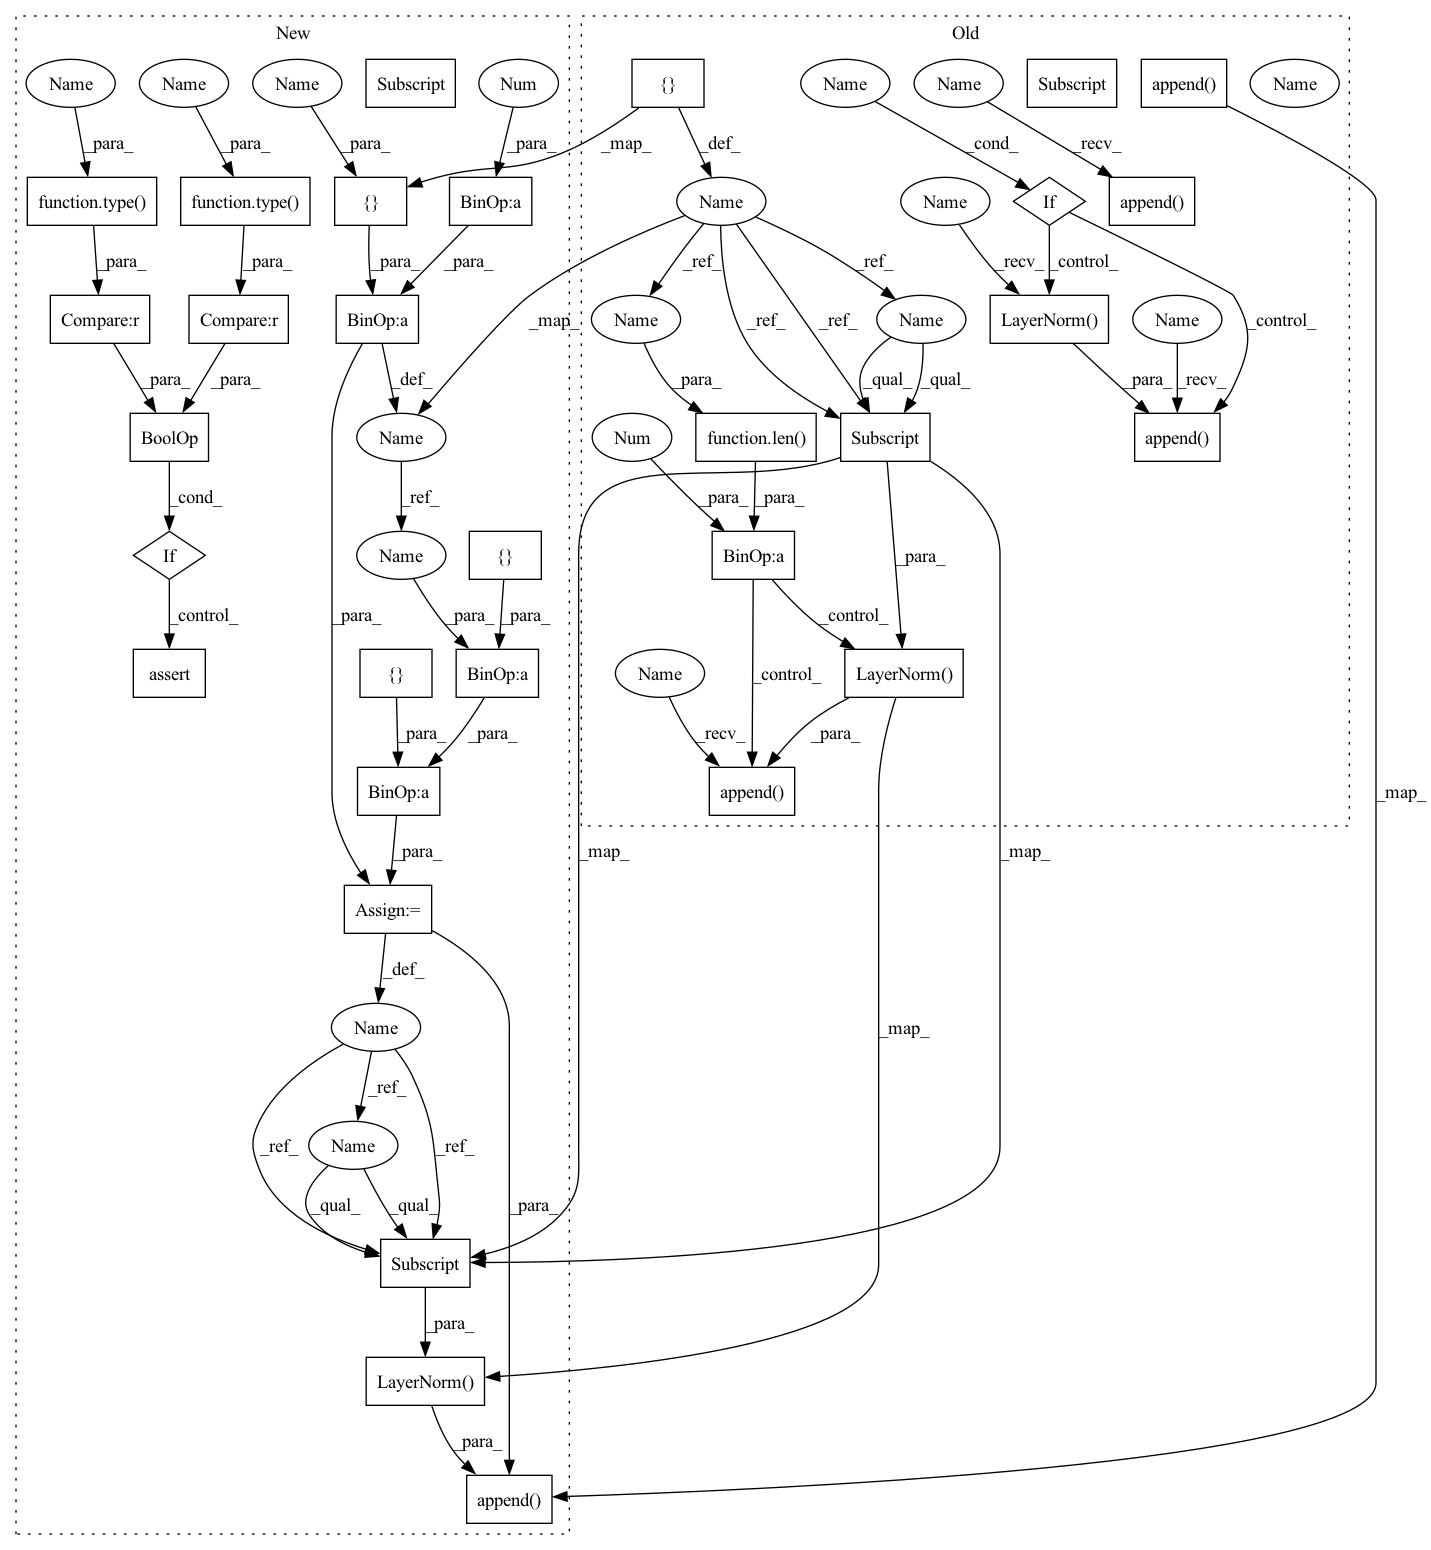 New
Old
Name
Name
Name
Subscript
Num
{}
Name
Name
Subscript
append()
Name
_para_
_para_
_para_
_para_
_map_
_def_
_cond_
_recv_
function.type()
function.type()
{}
BinOp:a
Name
Name
If
append()
_para_
_para_
_para_
_para_
_ref_
_ref_
_recv_
_control_
Compare:r
Compare:r
BinOp:a
Name
Name
LayerNorm()
Name
_map_
_ref_
_ref_
_control_
_para_
_para_
_def_
_para_
_qual_
_qual_
_para_
_recv_
BoolOp
Name
Num
function.len()
Subscript
append()
_cond_
_ref_
_para_
_para_
If
Name
{}
BinOp:a
_para_
_control_
_para_
_para_
_para_
_control_
assert
{}
BinOp:a
Name
_control_
LayerNorm()
_para_
_para_
_recv_
_para_
BinOp:a
append()
_map_
_para_
_map_
_map_
Assign:=
_def_
Name
_map_
_ref_
Name
_ref_
_ref_
_qual_
_qual_
_para_
Subscript
_para_
LayerNorm()
_para_
append()